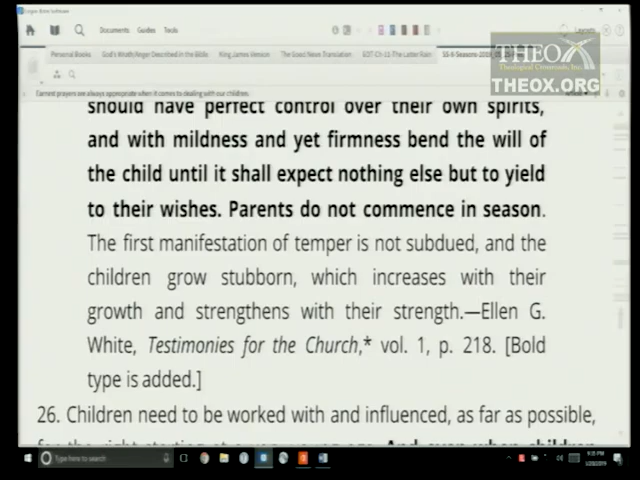 Documents Guides Tools
Layouts
Personal Books God's Wrath/Anger Described in the Bible King James Version The Good News Translation
THEOX
THEOX.ORG
Earnest prayers we always appropriate when it comes to dealing with our children.
should have perfect control over their own spirits,
and with mildness and yet firmness bend the will of
the child until it shall expect nothing else but to yield
to their wishes. Parents do not commence in season.
The first manifestation of temper is not subdued, and the
children grow stubborn, which increases with their
growth and strengthens with their strength.—Ellen G.
White, Testimonies for the Church,* vol. 1, p. 218. [Bold
type is added.]
26. Children need to be worked with and influenced, as far as possible,
Type here to search